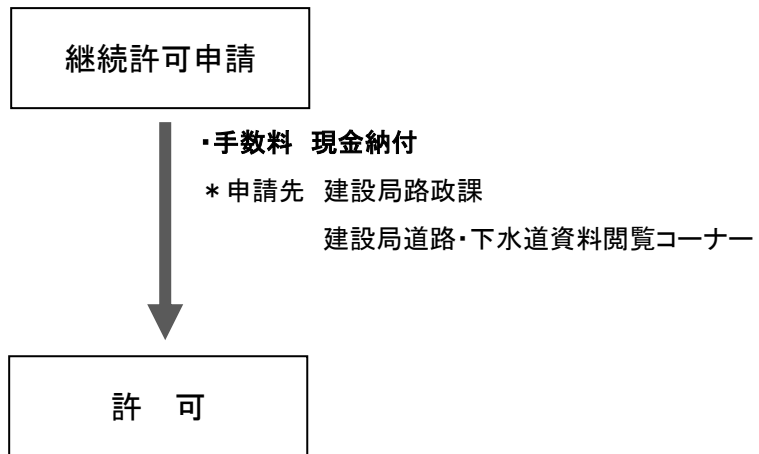 継続許可申請
・手数料 現金納付
＊申請先 建設局路政課
建設局道路・下水道資料閲覧コーナー
許 可